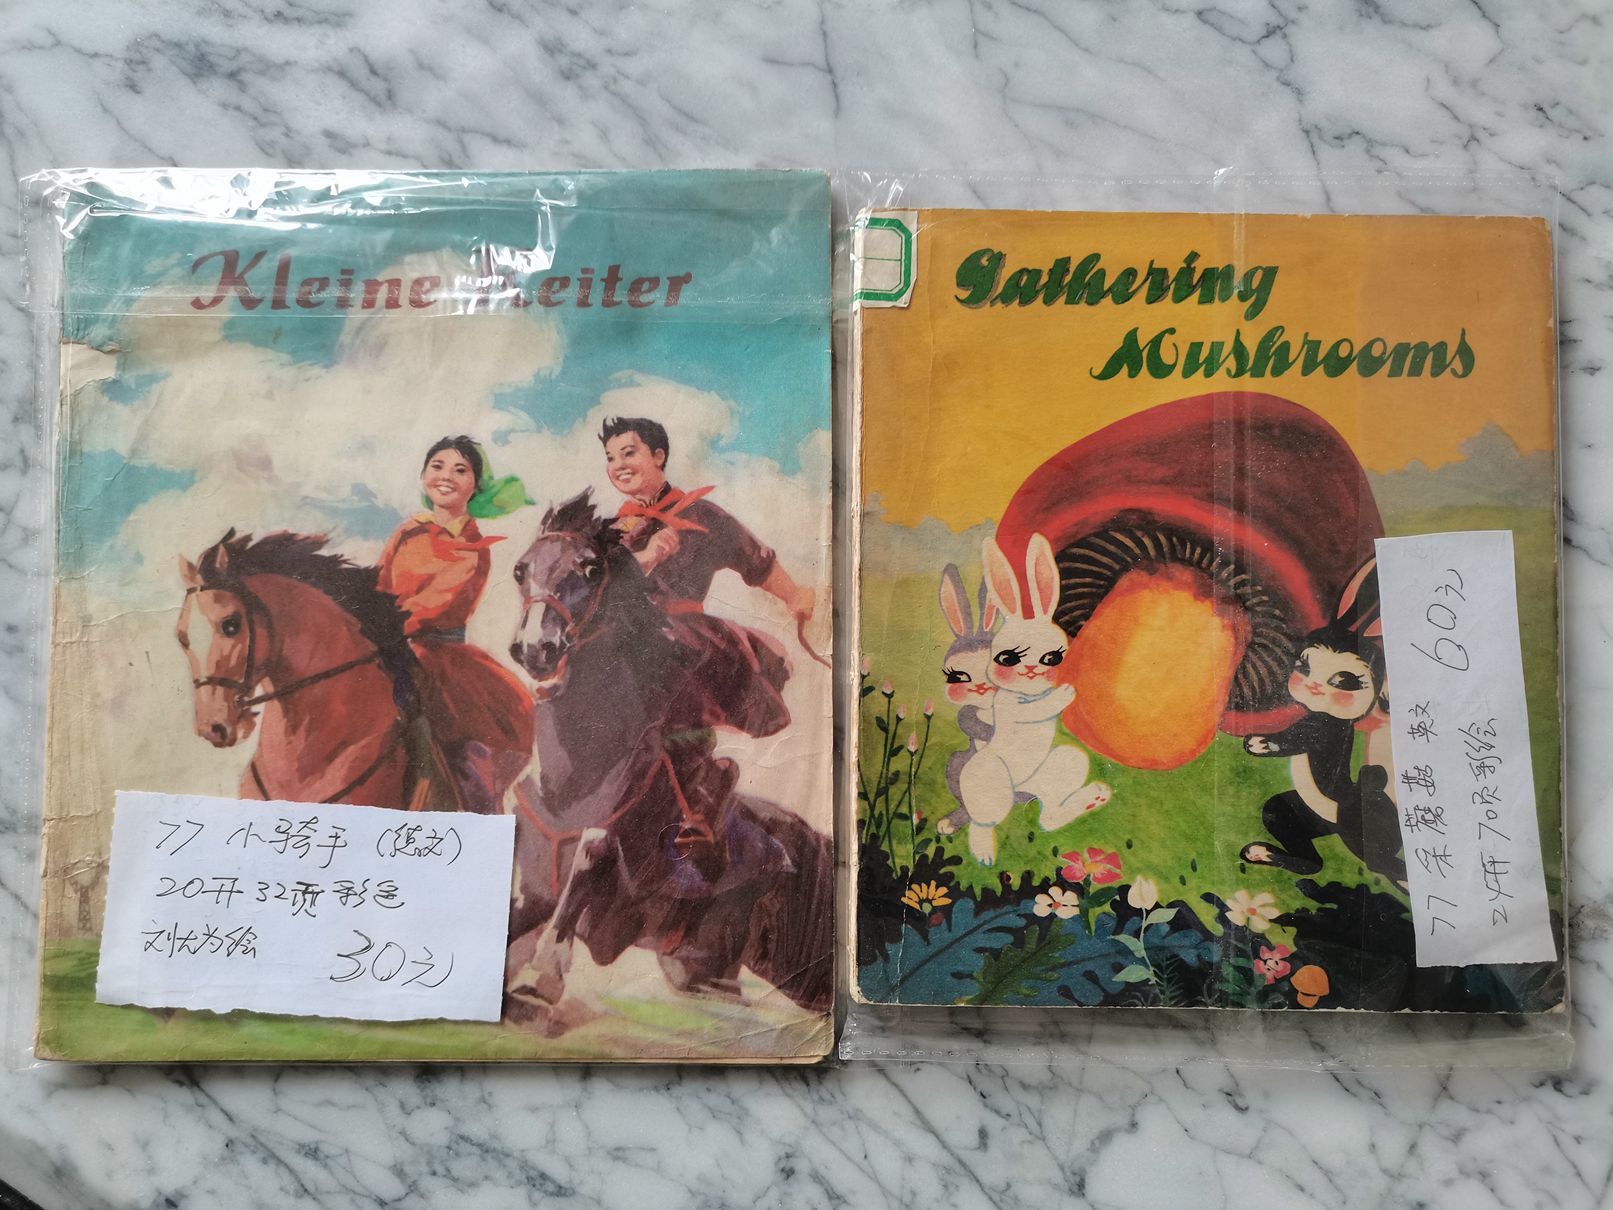 Kleine Reiter
77 小骑手 (德文)
20开 32页 彩色
刘大为绘 30元
Gathering
Mushrooms
77 采蘑菇 英文 60元
24开 70页彩绘